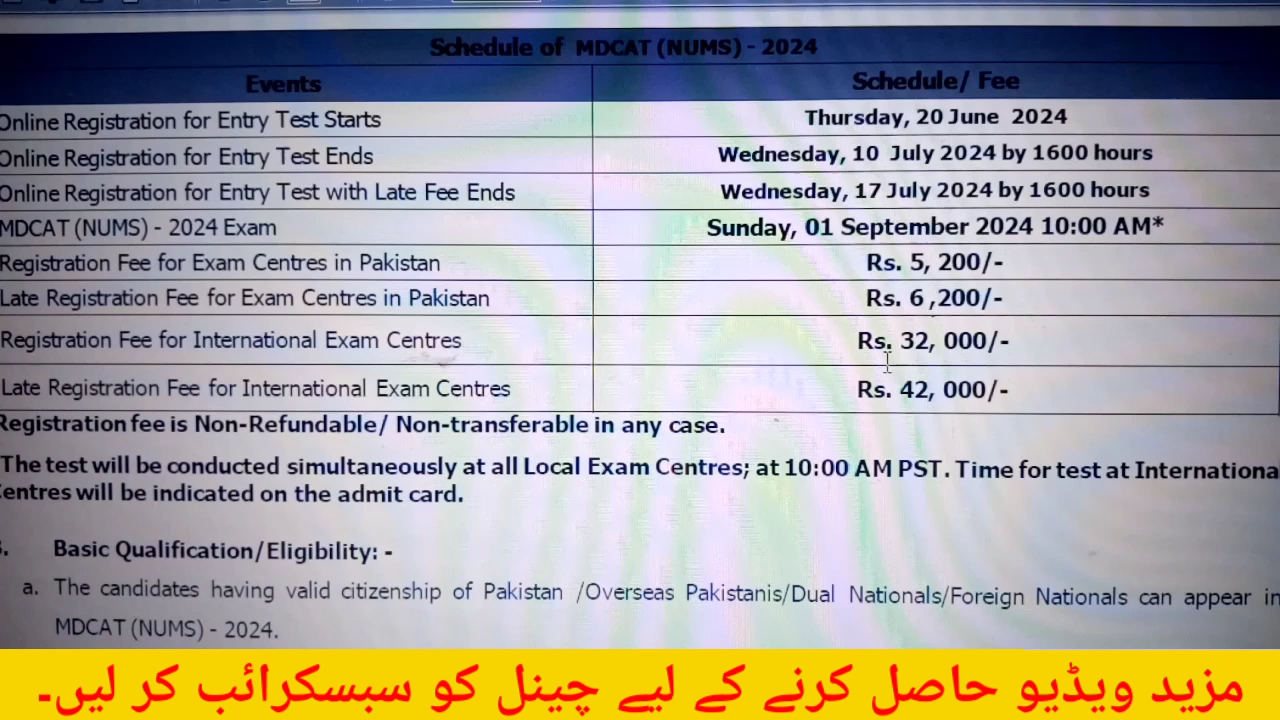 Schedule of MDCAT (NUMS) - 2024
Events Schedule/ Fee
Online Registration for Entry Test Starts Thursday, 20 June 2024
Online Registration for Entry Test Ends Wednesday, 10 July 2024 by 1600 hours
Online Registration for Entry Test with Late Fee Ends Wednesday, 17 July 2024 by 1600 hours
MDCAT (NUMS) - 2024 Exam Sunday, 01 September 2024 10:00 AM*
Registration Fee for Exam Centres in Pakistan Rs. 5, 200/-
Late Registration Fee for Exam Centres in Pakistan Rs. 6 ,200/-
Registration Fee for International Exam Centres Rs. 32, 000/-
Late Registration Fee for International Exam Centres Rs. 42, 000/-
Registration fee is Non-Refundable/ Non-transferable in any case.
The test will be conducted simultaneously at all Local Exam Centres; at 10:00 AM PST. Time for test at Internationa
entres will be indicated on the admit card.
Basic Qualification/Eligibility: -
a. The candidates having valid citizenship of Pakistan /Overseas Pakistanis/Dual Nationals/Foreign Nationals can appear in
MDCAT (NUMS) - 2024.
مزید ویڈیو حاصل کرنے کے لیے چینل کو سبسکرائب کر لیں۔